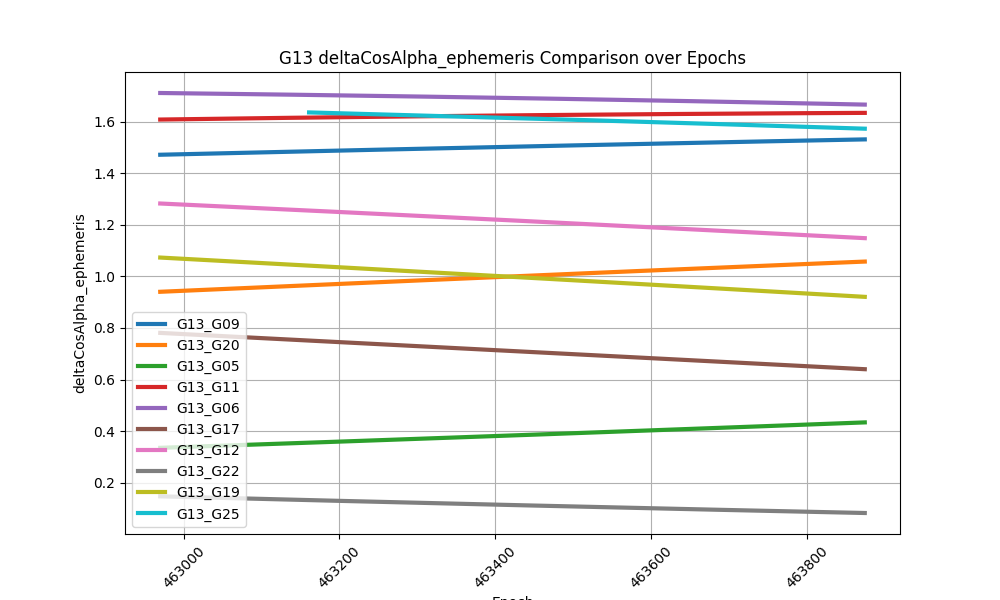 G13 deltaCosAlpha_ephemeris Comparison over Epochs
deltaCosAlpha_ephemeris
1.6
1.4
1.2
1.0
0.8
0.6
0.4
0.2
G13_G09
G13_G20
G13_G05
G13_G11
G13_G06
G13_G17
G13_G12
G13_G22
G13_G19
G13_G25
463000
463200
463400
463600
463800
Epoch